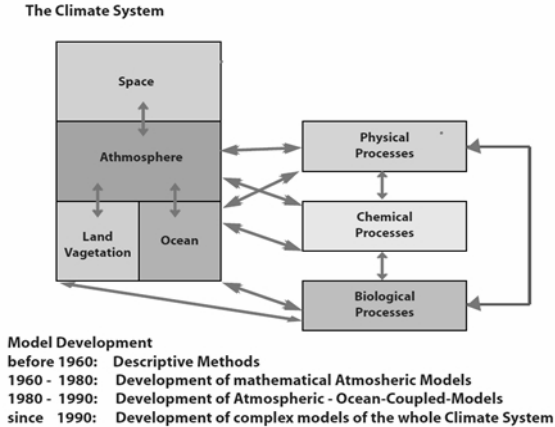 The Climate System
Space
Athmosphere
Land
Vagetation
Ocean
Physical
Processes
Chemical
Processes
Biological
Processes
Model Development
before 1960: Descriptive Methods
1960 - 1980: Development of mathematical Atmosheric Models
1980 - 1990: Development of Atmospheric - Ocean-Coupled-Models
since 1990: Development of complex models of the whole Climate System